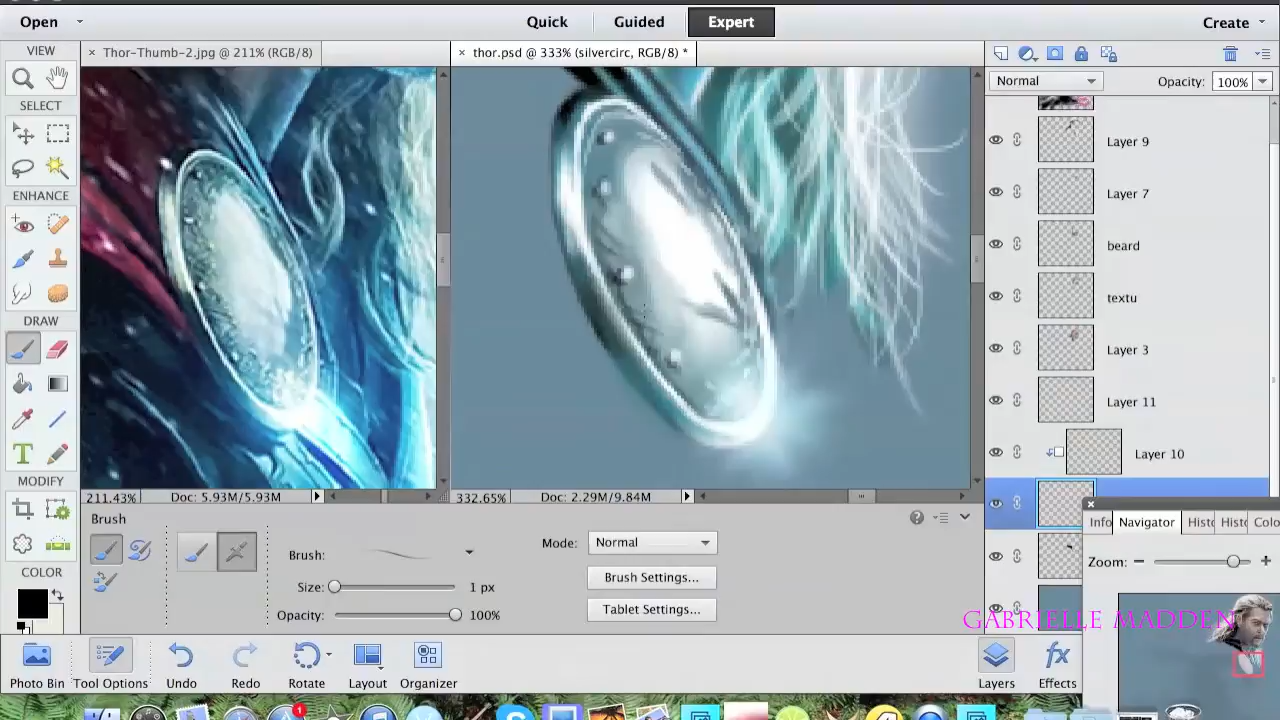 Open
Quick
Guided
Expert
Create
VIEW
SELECT
ENHANCE
DRAW
MODIFY
COLOR
× Thor-Thumb-2.jpg @ 211% (RGB/8)
× thor.psd @ 333% (silvercirc, RGB/8) *
Normal
Opacity: 100%
Layer 9
Layer 7
beard
textu
Layer 3
Layer 11
Layer 10
211.43% Doc: 5.93M/5.93M
332.65% Doc: 2.29M/9.84M
Brush
Brush:
Size: 1 px
Opacity: 100%
Mode: Normal
Brush Settings...
Tablet Settings...
Info Navigator Histo Histo Colo
Zoom:
GABRIELLE MADDEN
Photo Bin
Tool Options
Undo
Redo
Rotate
Layout
Organizer
Layers
fx
Effects
1